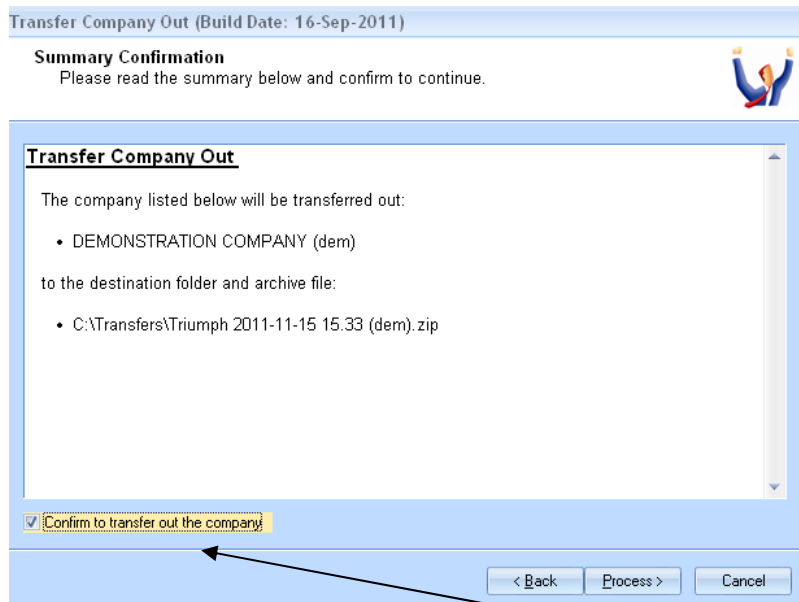 Transfer Company Out (Build Date: 16-Sep-2011)
Summary Confirmation
Please read the summary below and confirm to continue.
Transfer Company Out
The company listed below will be transferred out:
• DEMONSTRATION COMPANY (dem)
to the destination folder and archive file:
• C:\Transfers\Triumph 2011-11-15 15.33 (dem).zip
Confirm to transfer out the company
< Back Process > Cancel